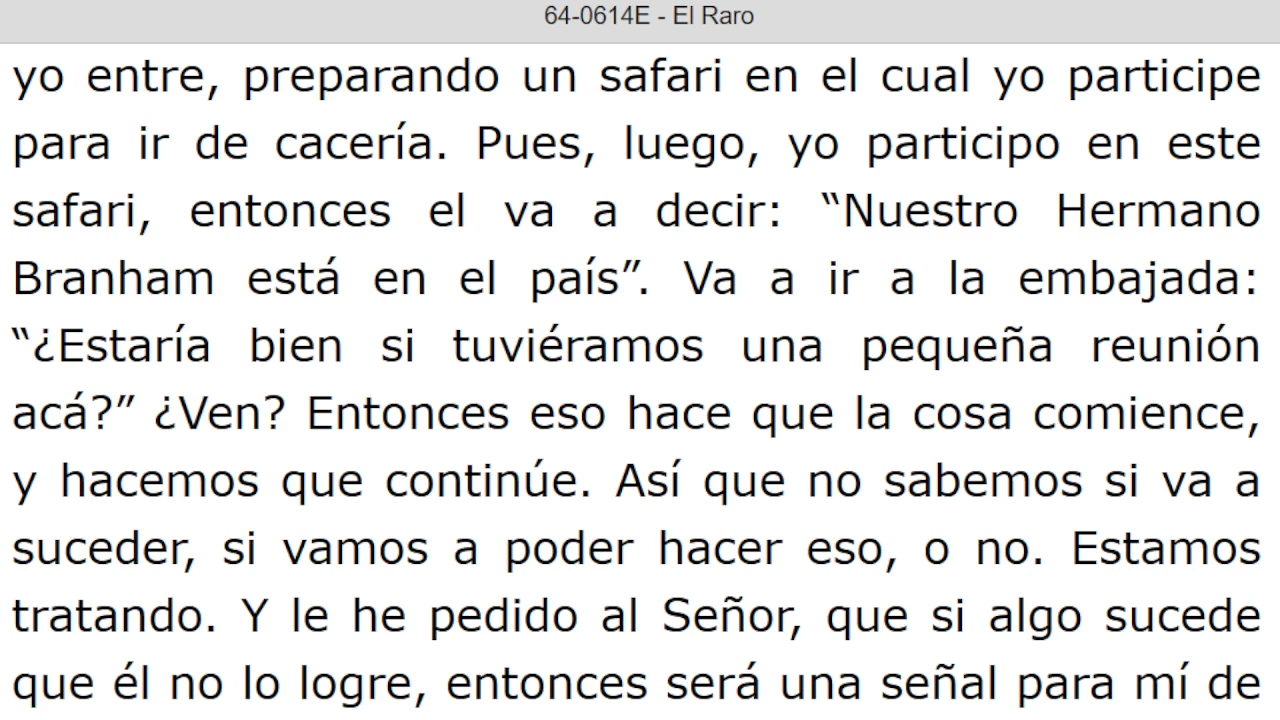 64-0614E - El Raro
yo entre, preparando un safari en el cual yo participe
para ir de cacería. Pues, luego, yo participo en este
safari, entonces el va a decir: “Nuestro Hermano
Branham está en el país”. Va a ir a la embajada:
“¿Estaría bien si tuviéramos una pequeña reunión
acá?” ¿Ven? Entonces eso hace que la cosa comience,
y hacemos que continúe. Así que no sabemos si va a
suceder, si vamos a poder hacer eso, o no. Estamos
tratando. Y le he pedido al Señor, que si algo sucede
que él no lo logre, entonces será una señal para mí de